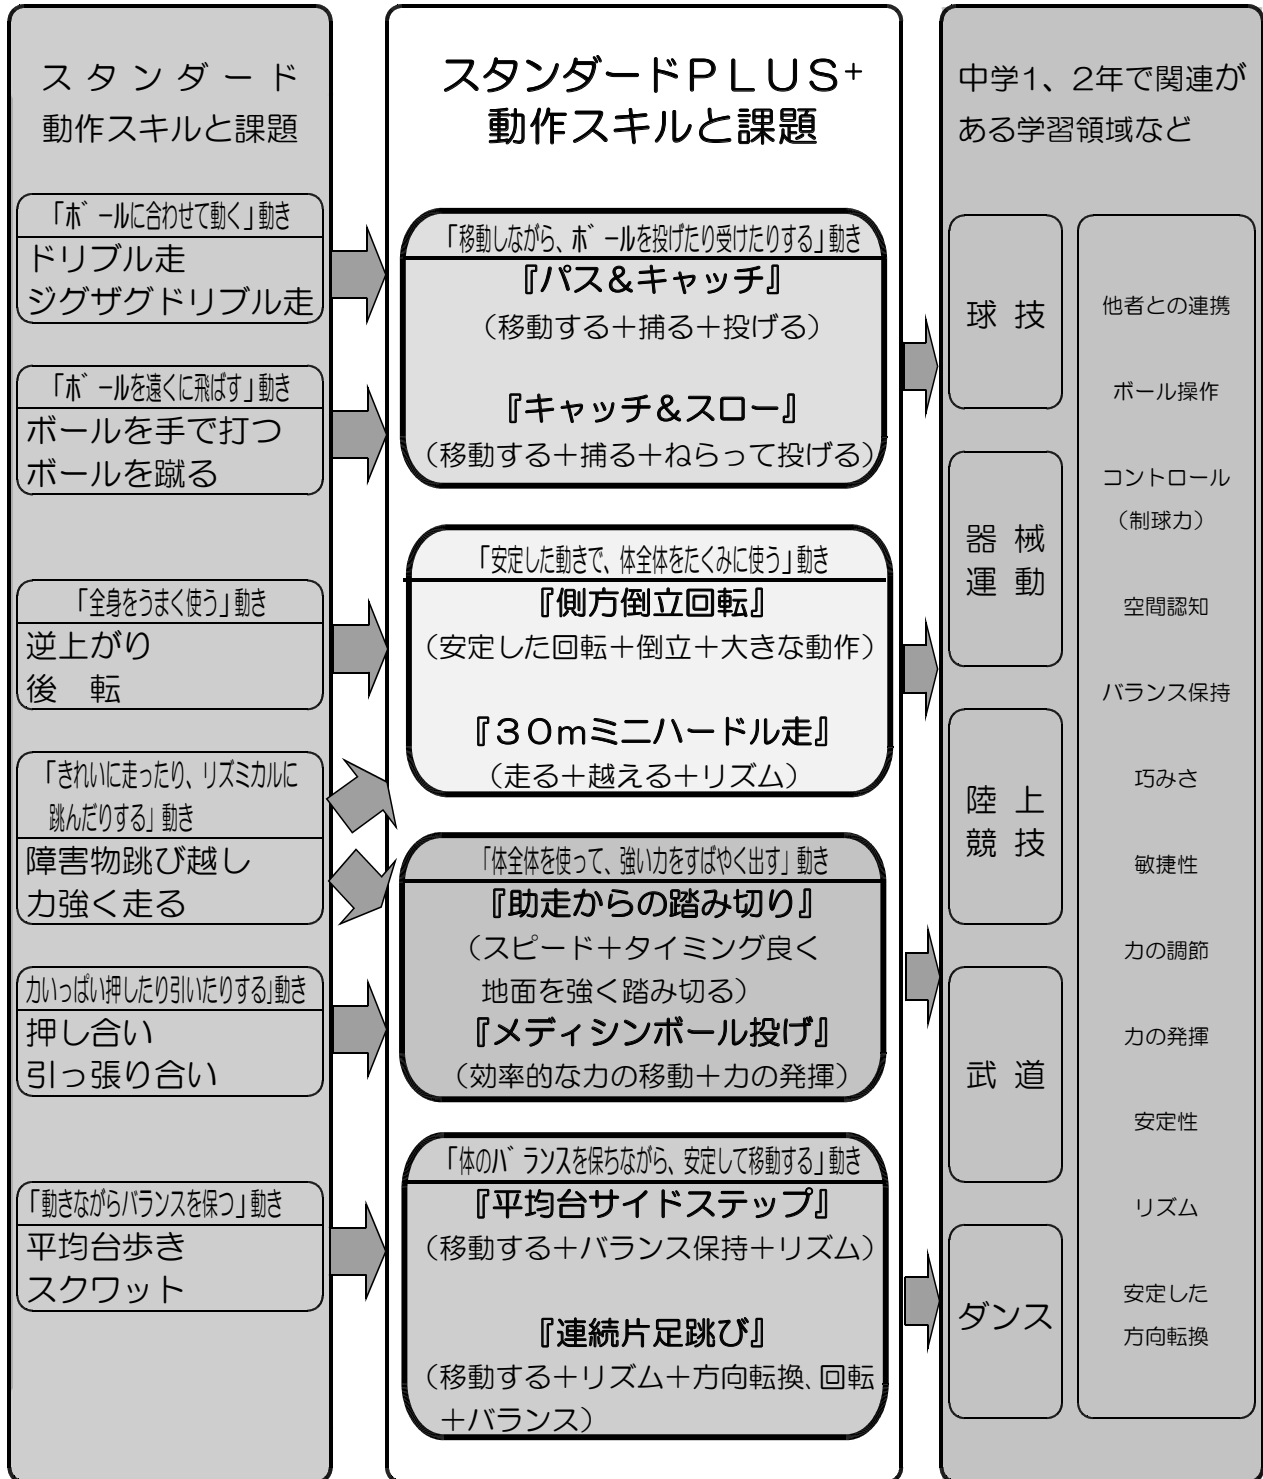 スタンダード
動作スキルと課題
「ボールに合わせて動く」動き
ドリブル走
ジグザグドリブル走
「ボールを遠くに飛ばす」動き
ボールを手で打つ
ボールを蹴る
「全身をうまく使う」動き
逆上がり
後　転
「きれいに走ったり、リズミカルに
跳んだりする」動き
障害物跳び越し
力強く走る
力いっぱい押したり引いたりする」動き
押し合い
引っ張り合い
「動きながらバランスを保つ」動き
平均台歩き
スクワット
スタンダードPLUS+
動作スキルと課題
「移動しながら、ボールを投げたり受けたりする」動き
『パス&キャッチ』
（移動する＋捕る＋投げる）
『キャッチ&スロー』
（移動する＋捕る＋ねらって投げる）
「安定した動きで、体全体をたくみに使う」動き
『側方倒立回転』
（安定した回転＋倒立＋大きな動作）
『30mミニハードル走』
（走る＋越える＋リズム）
「体全体を使って、強い力をすばやく出す」動き
『助走からの踏み切り』
（スピード＋タイミング良く
地面を強く踏み切る）
『メディシンボール投げ』
（効率的な力の移動＋力の発揮）
「体のバランスを保ちながら、安定して移動する」動き
『平均台サイドステップ』
（移動する＋バランス保持＋リズム）
『連続片足跳び』
（移動する＋リズム＋方向転換、回転
＋バランス）
中学1、2年で関連が
ある学習領域など
球 技
器 械
運 動
陸 上
競 技
武 道
ダンス
他者との連携
ボール操作
コントロール
（制球力）
空間認知
バランス保持
巧みさ
敏捷性
力の調節
力の発揮
安定性
リズム
安定した
方向転換